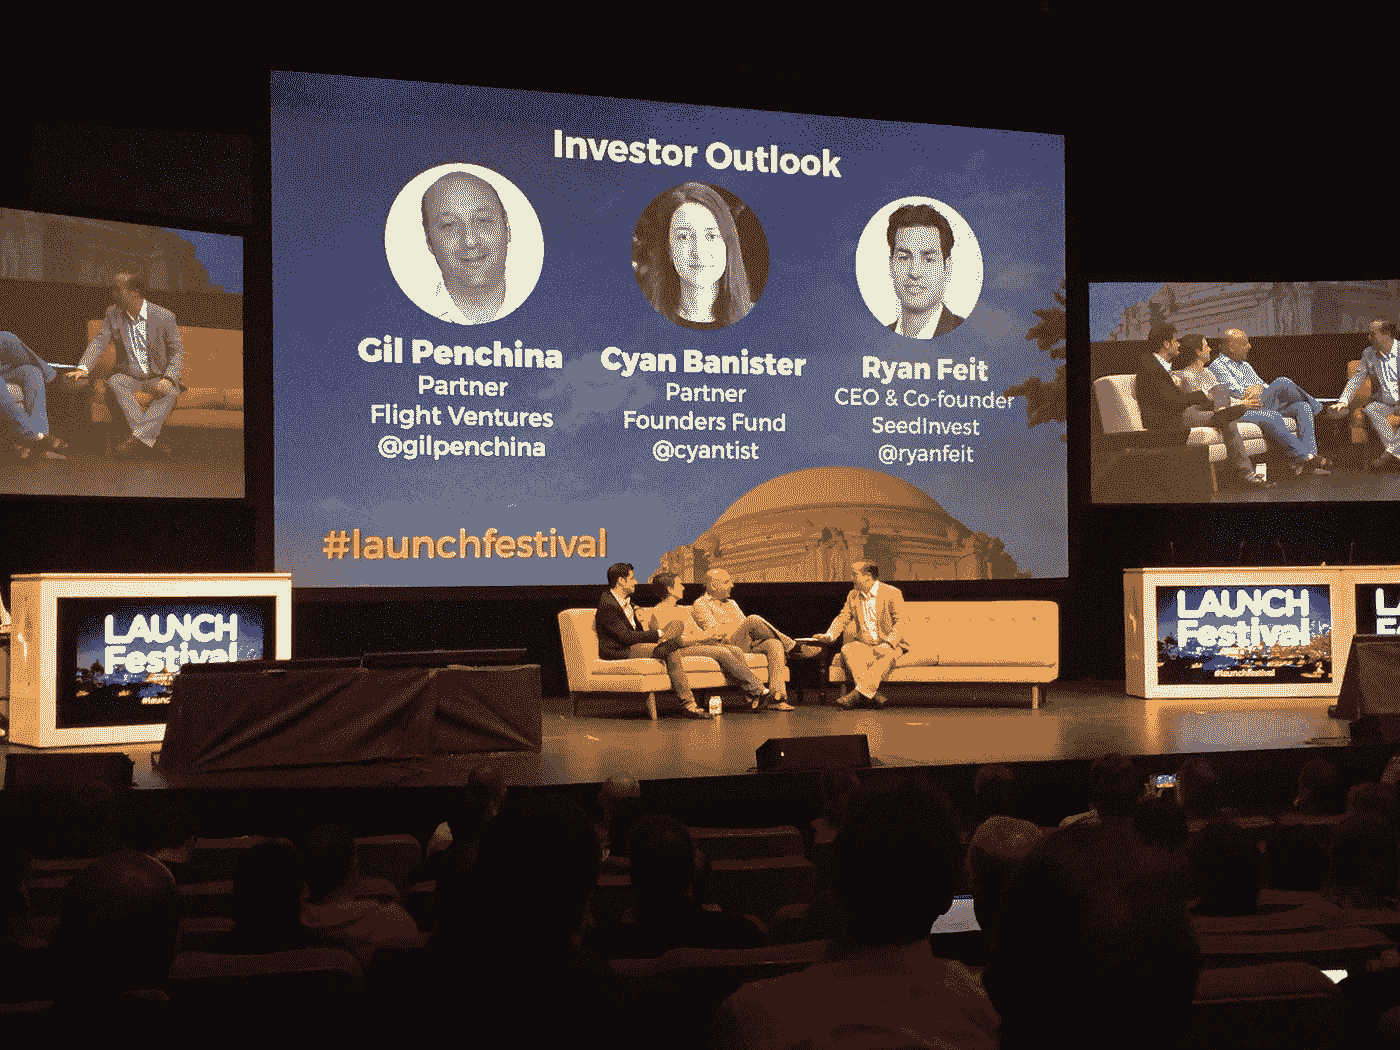 Investor Outlook
Gil Penchina
Partner
Flight Ventures
@gilpenchina
Cyan Banister
Partner
Founders Fund
@cyantist
Ryan Feit
CEO & Co-founder
SeedInvest
@ryanfeit
#launchfestival
LAUNCH
Festival
LAUNCH
Festival
#launchfestival